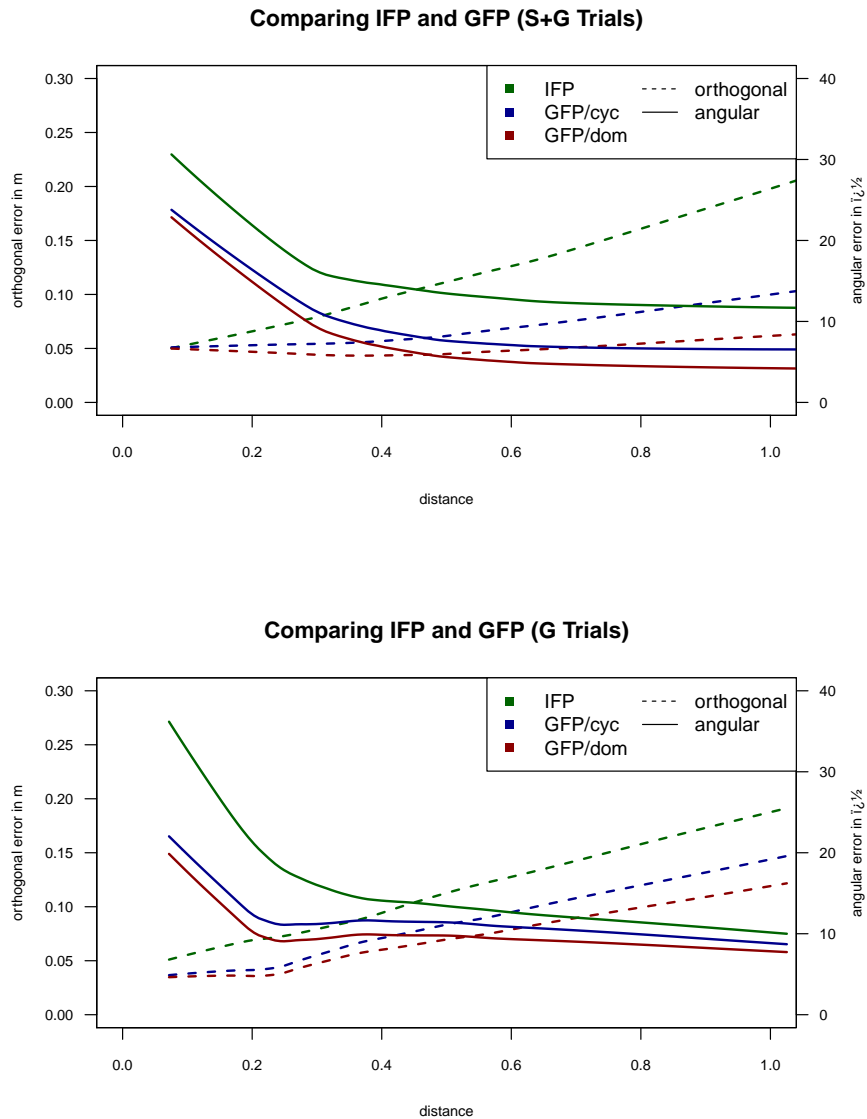 Comparing IFP and GFP (S+G Trials)
0.30
0.25
0.20
0.15
0.10
0.05
0.00
orthogonal error in m
IFP
GFP/cyc
GFP/dom
orthogonal
angular
40
30
20
10
0
angular error in ï¿½
0.0 0.2 0.4 0.6 0.8 1.0
distance
Comparing IFP and GFP (G Trials)
0.30
0.25
0.20
0.15
0.10
0.05
0.00
orthogonal error in m
IFP
GFP/cyc
GFP/dom
orthogonal
angular
40
30
20
10
0
angular error in ï¿½
0.0 0.2 0.4 0.6 0.8 1.0
distance